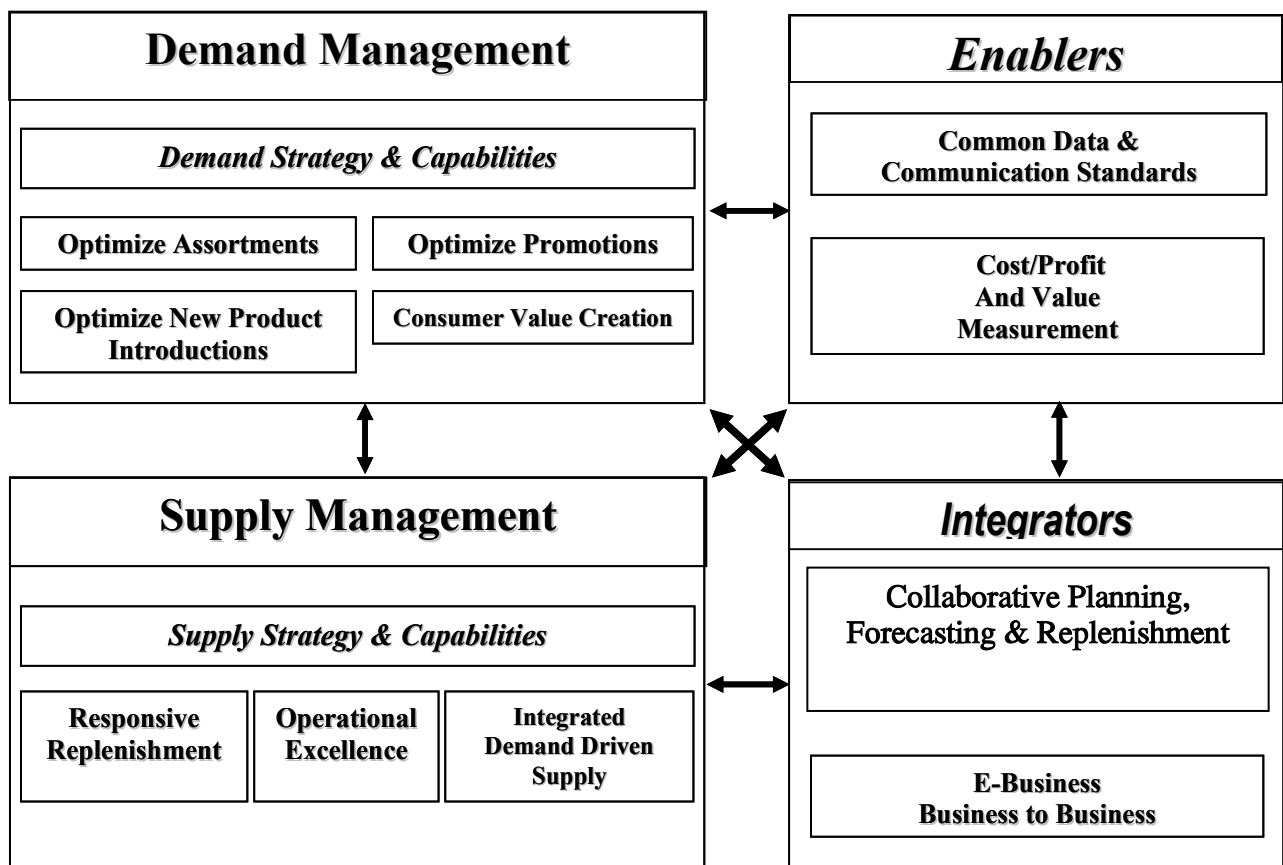 Demand Management
Demand Strategy & Capabilities
Optimize Assortments
Optimize Promotions
Optimize New Product
Introductions
Consumer Value Creation
Enablers
Common Data &
Communication Standards
Cost/Profit
And Value
Measurement
Supply Management
Supply Strategy & Capabilities
Responsive
Replenishment
Operational
Excellence
Integrated
Demand Driven
Supply
Integrators
Collaborative Planning,
Forecasting & Replenishment
E-Business
Business to Business